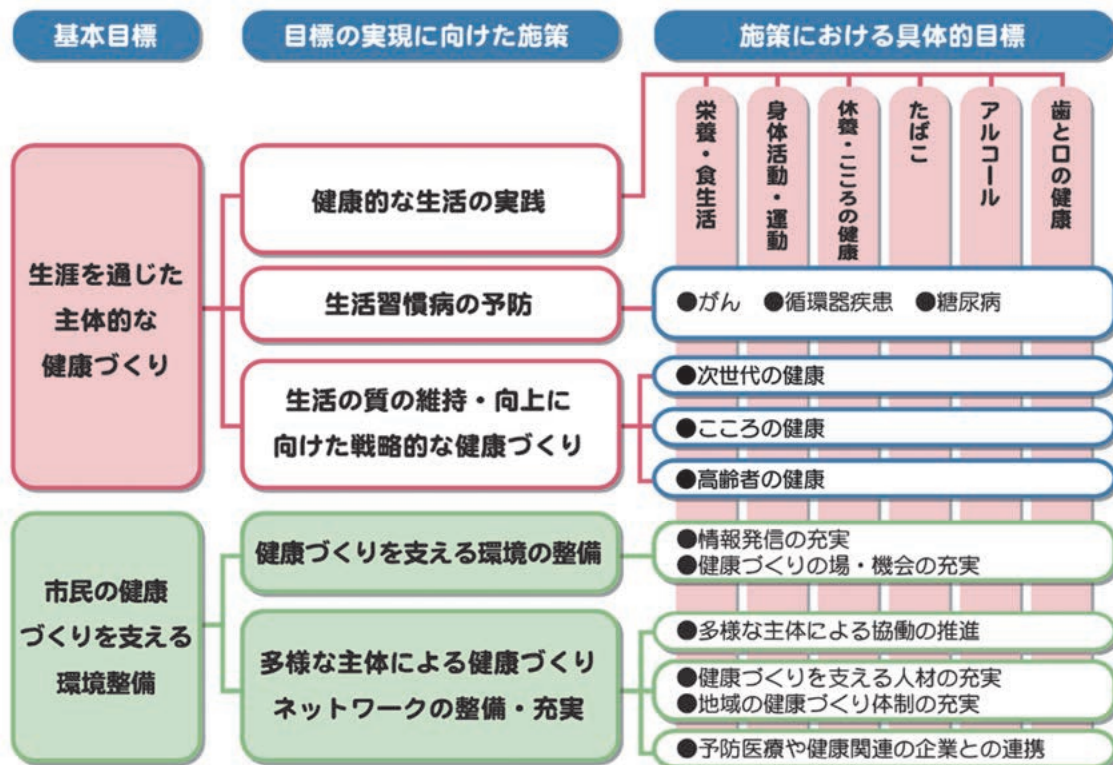 基本目標
目標の実現に向けた施策
施策における具体的目標
栄養・食生活
身体活動・運動
休養・こころの健康
たばこ
アルコール
歯と口の健康
生涯を通じた
主体的な
健康づくり
健康的な生活の実践
生活習慣病の予防
●がん ●循環器疾患 ●糖尿病
生活の質の維持・向上に
向けた戦略的な健康づくり
●次世代の健康
●こころの健康
●高齢者の健康
市民の健康
づくりを支える
環境整備
健康づくりを支える環境の整備
●情報発信の充実
●健康づくりの場・機会の充実
多様な主体による健康づくり
ネットワークの整備・充実
●多様な主体による協働の推進
●健康づくりを支える人材の充実
●地域の健康づくり体制の充実
●予防医療や健康関連の企業との連携